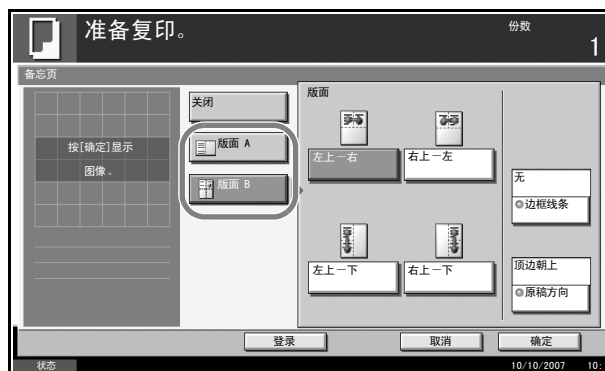 准备复印。
份数
1
备忘页
按[确定]显示
图像。
关闭
版面 A
版面 B
版面
左上－右
右上－左
左上－下
右上－下
无
边框线条
顶边朝上
原稿方向
登录
取消
确定
状态
10/10/2007 10: